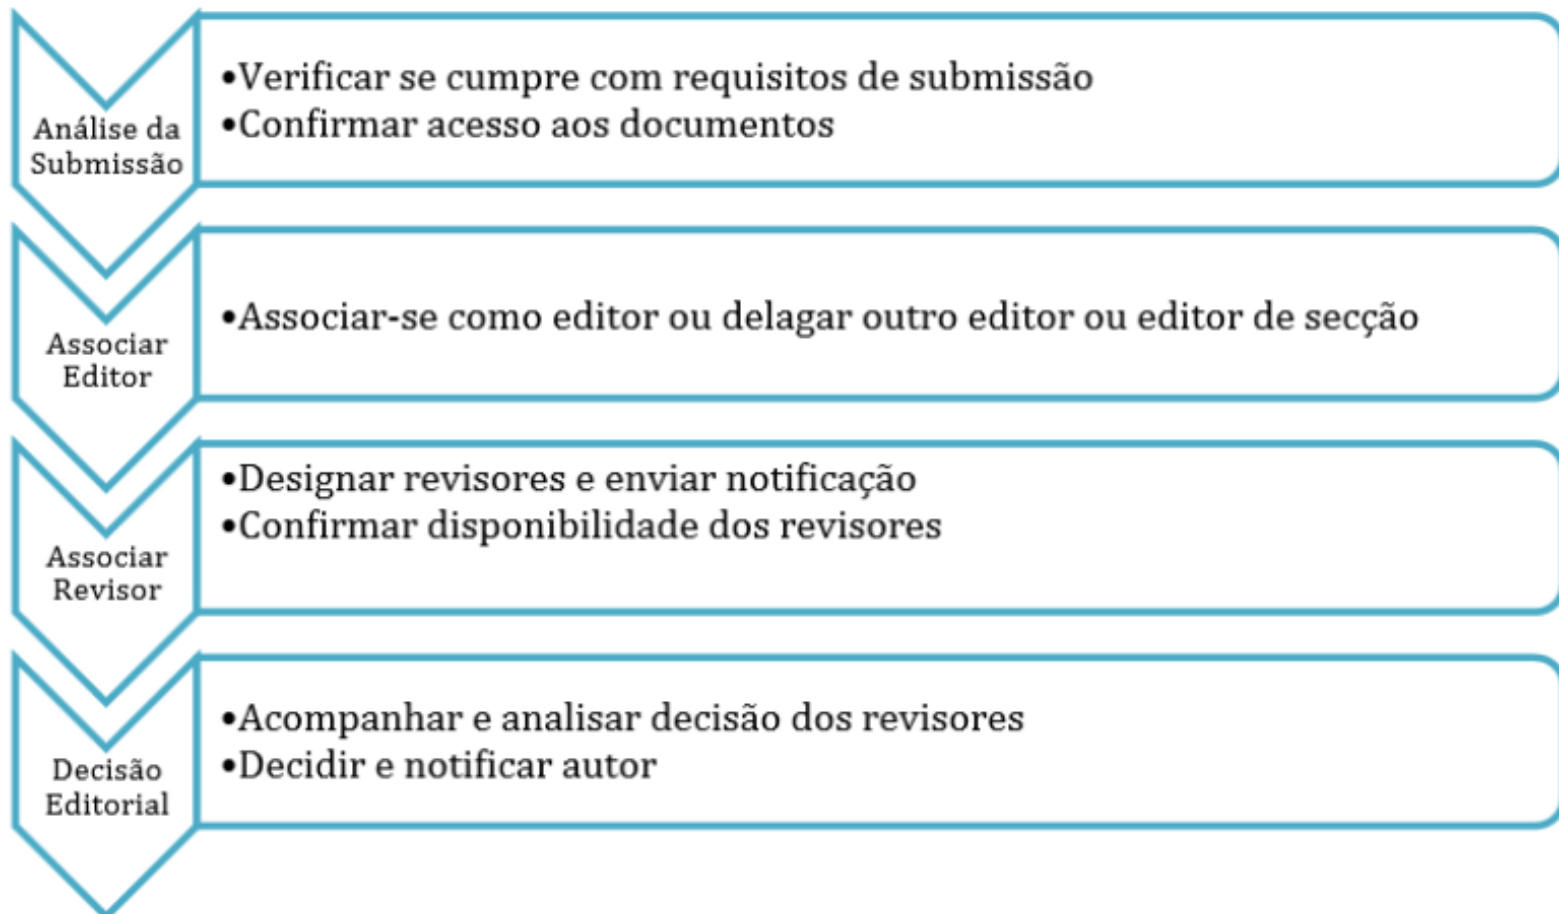 Análise da
Submissão
•Verificar se cumpre com requisitos de submissão
•Confirmar acesso aos documentos
Associar
Editor
•Associar-se como editor ou delagar outro editor ou editor de secção
Associar
Revisor
•Designar revisores e enviar notificação
•Confirmar disponibilidade dos revisores
Decisão
Editorial
•Acompanhar e analisar decisão dos revisores
•Decidir e notificar autor